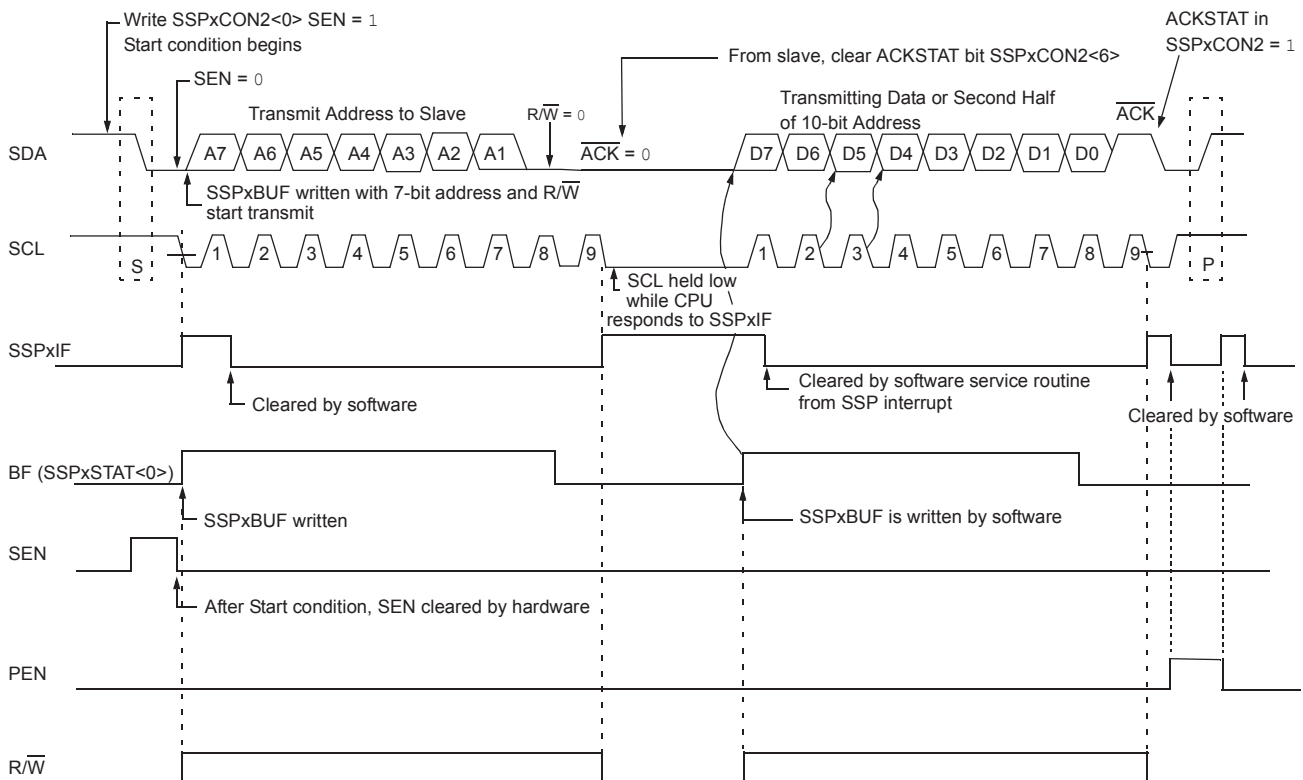 Write SSPxCON2<0> SEN = 1
Start condition begins
ACKSTAT in
SSPxCON2 = 1
From slave, clear ACKSTAT bit SSPxCON2<6>
SEN = 0
Transmit Address to Slave
R/W = 0
Transmitting Data or Second Half
of 10-bit Address
ACK
SDA
A7 A6 A5 A4 A3 A2 A1
ACK = 0
D7 D6 D5 D4 D3 D2 D1 D0
SSPxBUF written with 7-bit address and R/W
start transmit
SCL
S
1 2 3 4 5 6 7 8 9
1 2 3 4 5 6 7 8 9
P
SCL held low
while CPU
responds to SSPxIF
SSPxIF
Cleared by software
Cleared by software service routine
from SSP interrupt
Cleared by software
BF (SSPxSTAT<0>)
SSPxBUF written
SSPxBUF is written by software
SEN
After Start condition, SEN cleared by hardware
PEN
R/W